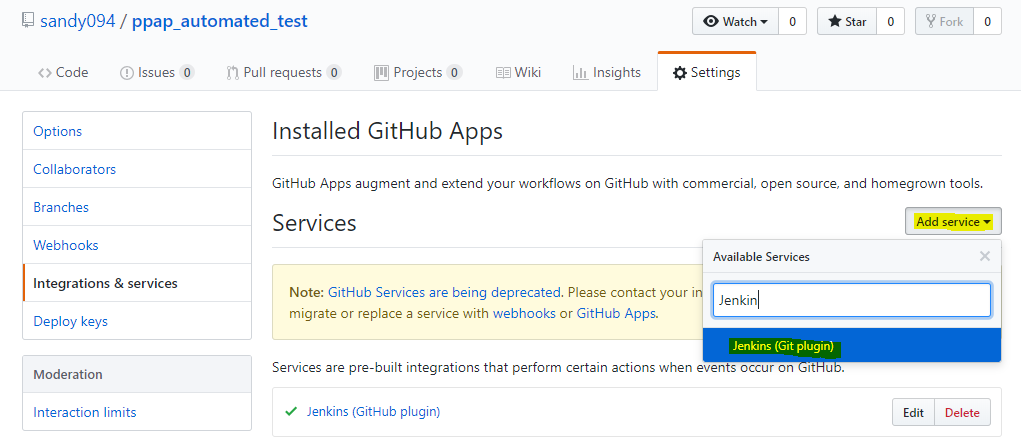 sandy094 / ppap_automated_test
Watch 0 Star 0 Fork 0
Code Issues 0 Pull requests 0 Projects 0 Wiki Insights Settings
Options
Collaborators
Branches
Webhooks
Integrations & services
Deploy keys
Moderation
Interaction limits
Installed GitHub Apps
GitHub Apps augment and extend your workflows on GitHub with commercial, open source, and homegrown tools.
Services
Add service
Available Services
Jenkin
Jenkins (Git plugin)
Note: GitHub Services are being deprecated. Please contact your in
migrate or replace a service with webhooks or GitHub Apps.
Services are pre-built integrations that perform certain actions when events occur on GitHub.
Jenkins (GitHub plugin)
Edit Delete